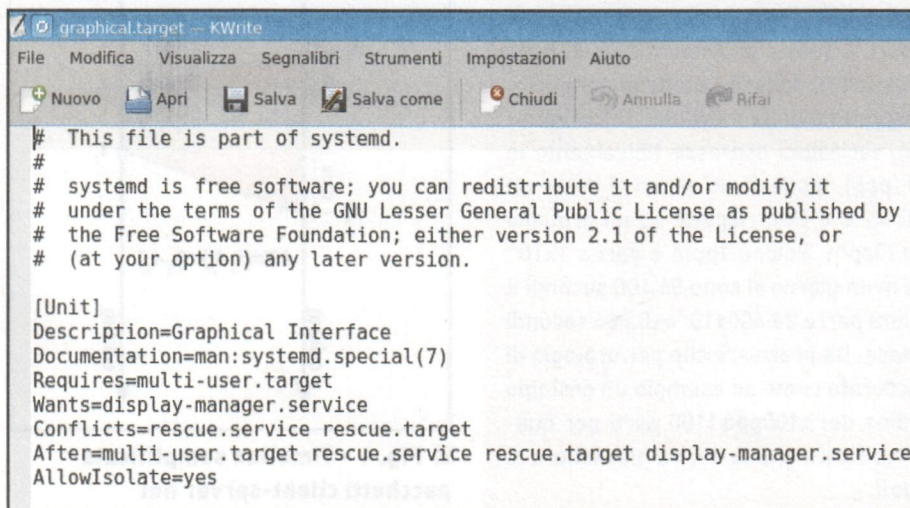 graphical.target — KWrite
File Modifica Visualizza Segnalibri Strumenti Impostazioni Aiuto
Nuovo Apri Salva Salva come Chiudi Annulla Rifai
# This file is part of systemd.
#
# systemd is free software; you can redistribute it and/or modify it
# under the terms of the GNU Lesser General Public License as published by
# the Free Software Foundation; either version 2.1 of the License, or
# (at your option) any later version.
[Unit]
Description=Graphical Interface
Documentation=man:systemd.special(7)
Requires=multi-user.target
Wants=display-manager.service
Conflicts=rescue.service rescue.target
After=multi-user.target rescue.service rescue.target display-manager.service
AllowIsolate=yes